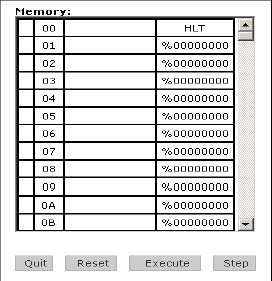 Memory:
00 HLT
01 %00000000
02 %00000000
03 %00000000
04 %00000000
05 %00000000
06 %00000000
07 %00000000
08 %00000000
09 %00000000
0A %00000000
0B %00000000
Quit Reset Execute Step